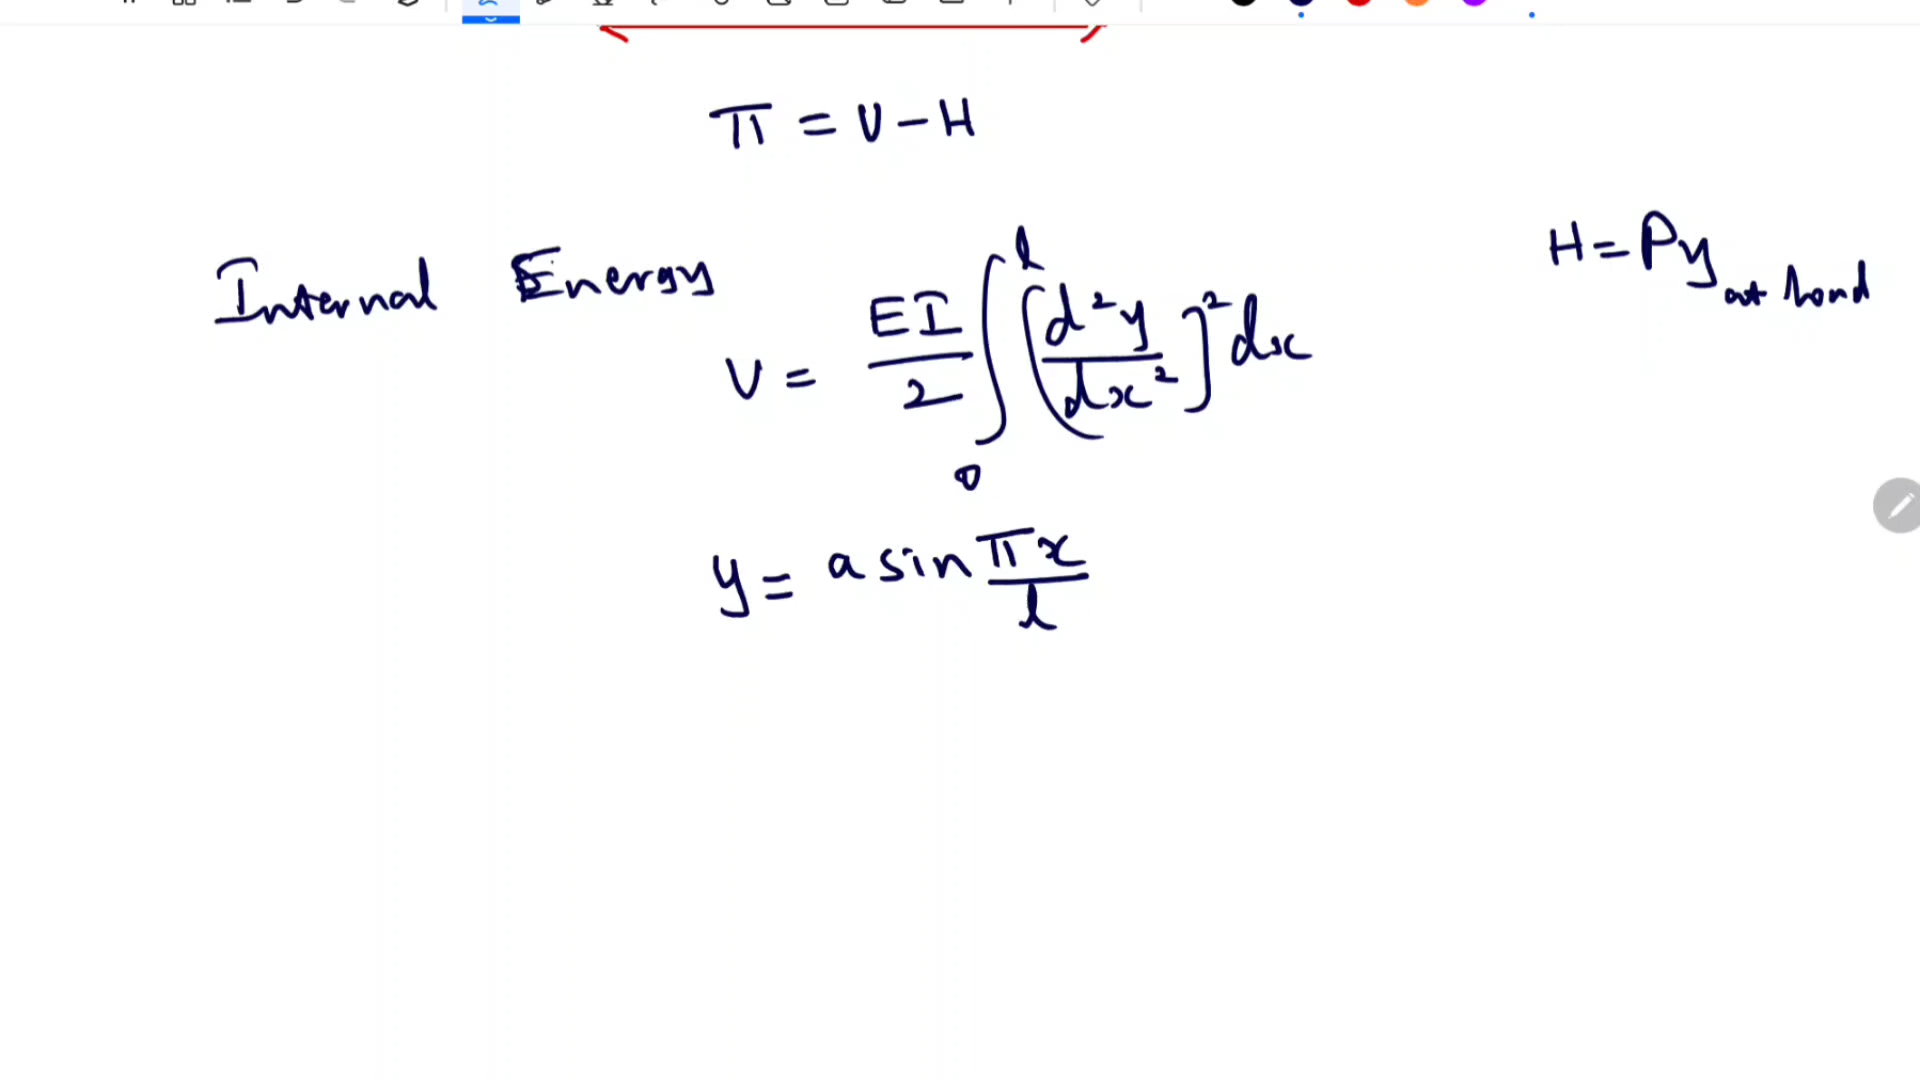 π = U - H
Internal Energy
U = EI/2 ∫₀ˡ [d²y/dx²]² dx
H = Py at load
y = a sin πx/l